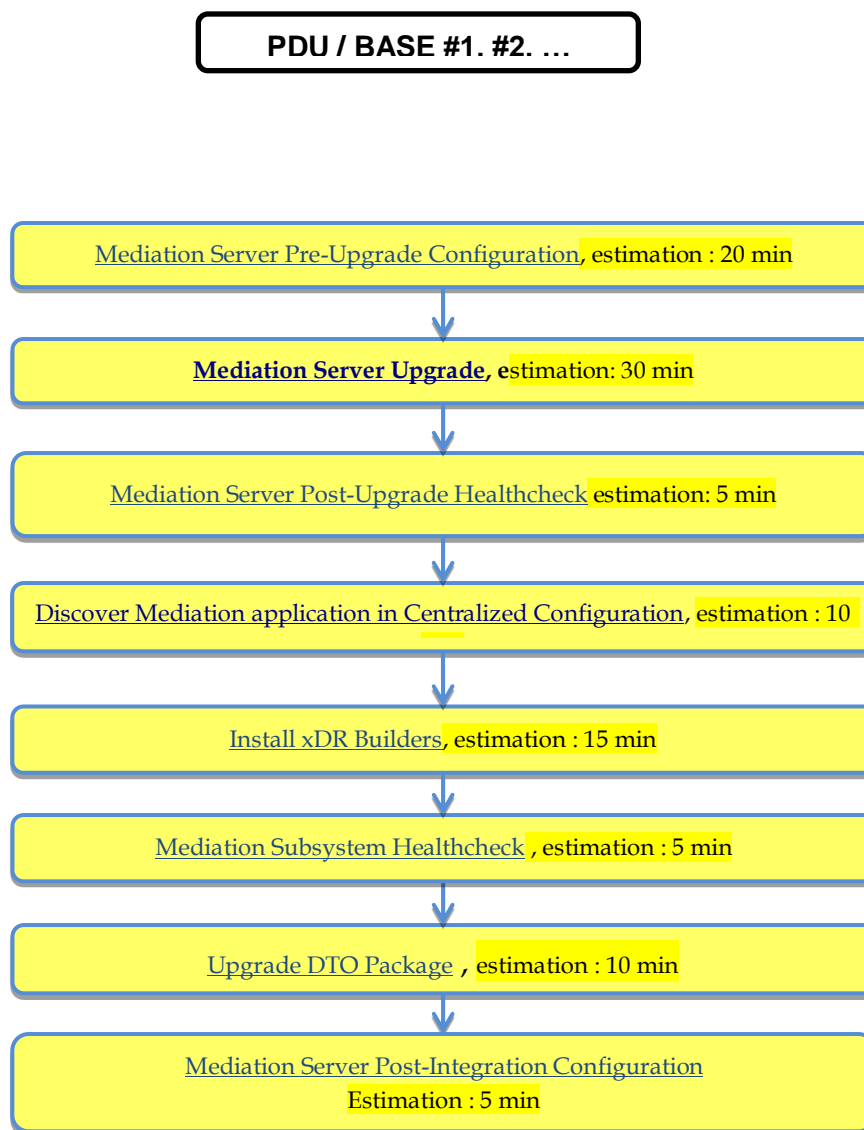 PDU / BASE #1. #2. …
Mediation Server Pre-Upgrade Configuration, estimation : 20 min
Mediation Server Upgrade, estimation: 30 min
Mediation Server Post-Upgrade Healthcheck estimation: 5 min
Discover Mediation application in Centralized Configuration, estimation : 10
Install xDR Builders, estimation : 15 min
Mediation Subsystem Healthcheck , estimation : 5 min
Upgrade DTO Package , estimation : 10 min
Mediation Server Post-Integration Configuration
Estimation : 5 min